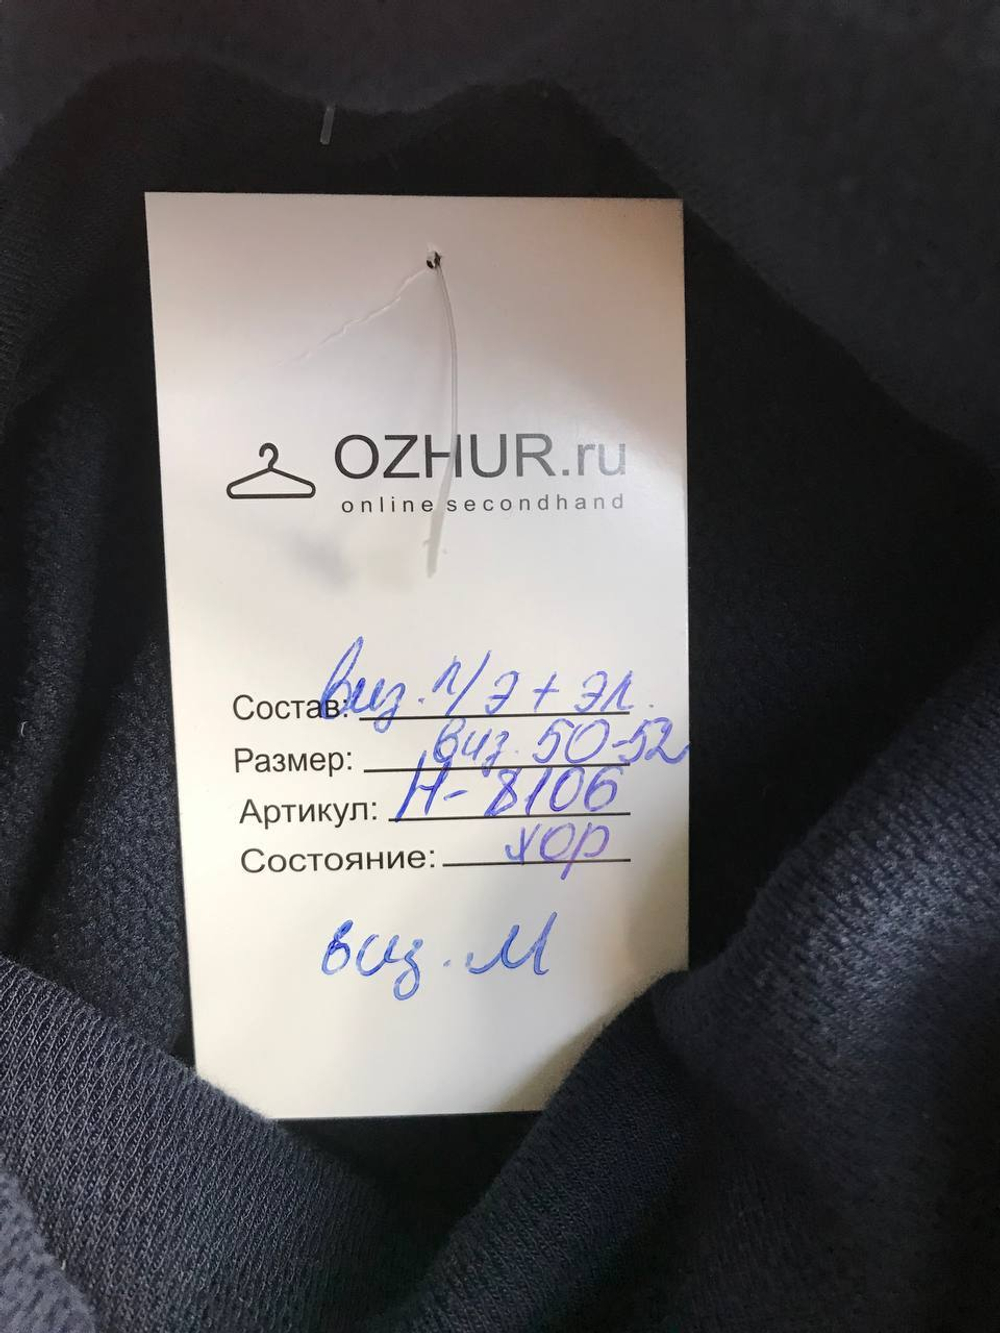 OZHUR.ru
online secondhand
Состав: виз. п/э + эл.
Размер: виз. 50-52
Артикул: Н-8106
Состояние: хор
виз. М